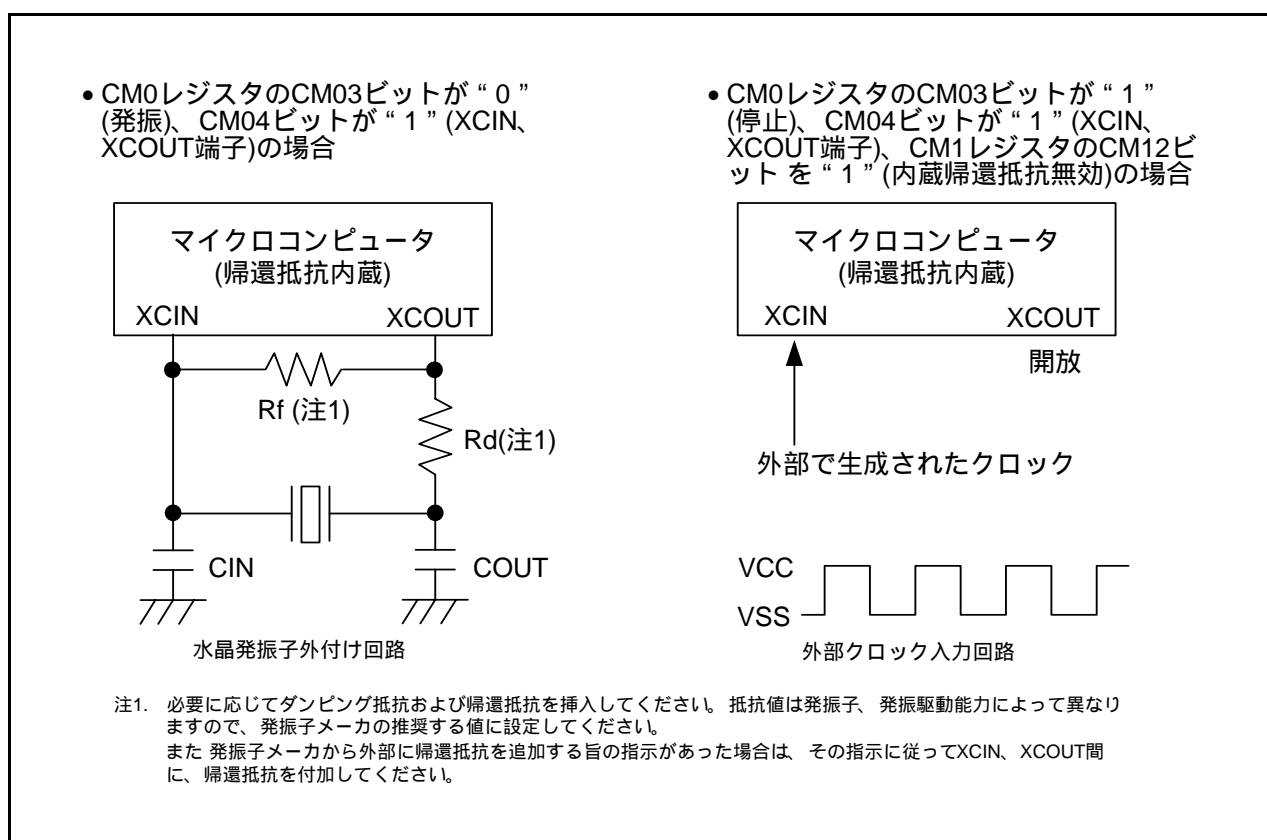 • CM0レジスタのCM03ビットが“ 0 ”
(発振)、CM04ビットが“ 1 ” (XCIN、
XCOUT端子)の場合
マイクロコンピュータ
(帰還抵抗内蔵)
XCIN
XCOUT
Rf (注1)
Rd(注1)
CIN
COUT
水晶発振子外付け回路
• CM0レジスタのCM03ビットが“ 1 ”
(停止)、CM04ビットが“ 1 ” (XCIN、
XCOUT端子)、CM1レジスタのCM12ビ
ット を“ 1 ” (内蔵帰還抵抗無効)の場合
マイクロコンピュータ
(帰還抵抗内蔵)
XCIN
XCOUT
開放
外部で生成されたクロック
VCC
VSS
外部クロック入力回路
注1. 必要に応じてダンピング抵抗および帰還抵抗を挿入してください。抵抗値は発振子、発振駆動能力によって異なり
ますので、発振子メーカの推奨する値に設定してください。
また 発振子メーカから外部に帰還抵抗を追加する旨の指示があった場合は、その指示に従ってXCIN、XCOUT間
に、帰還抵抗を付加してください。